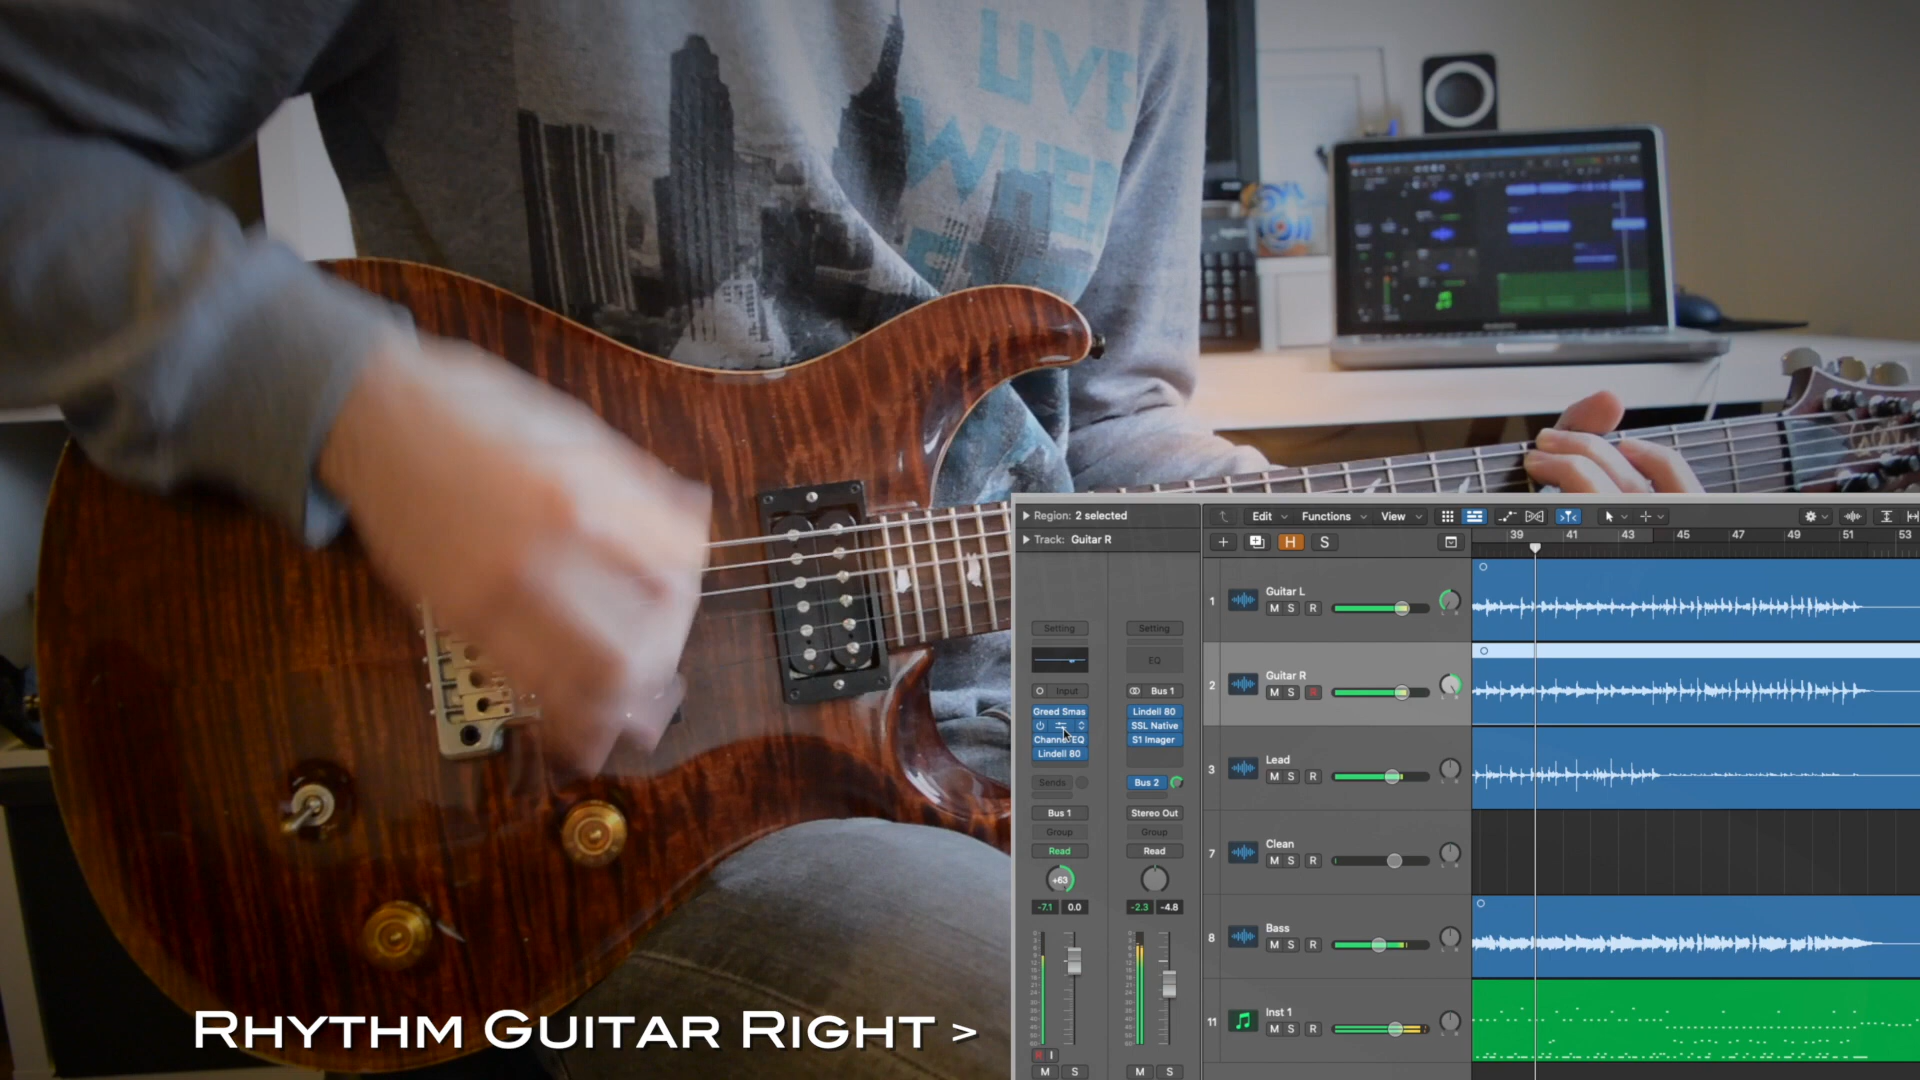 LIVE
WHE
Region: 2 selected
Track: Guitar R
Edit
Functions
View
H
S
39
41
43
45
47
49
51
53
Setting
Setting
EQ
Input
Bus 1
Greed Smas
Channel EQ
Lindell 80
Lindell 80
SSL Native
S1 Imager
Sends
Bus 2
Bus 1
Stereo Out
Group
Group
Read
Read
+63
-7.1
0.0
-2.3
-4.8
R I
M S
M S
1
Guitar L
M S R
2
Guitar R
M S R
3
Lead
M S R
7
Clean
M S R
8
Bass
M S R
11
Inst 1
M S R
RHYTHM GUITAR RIGHT >